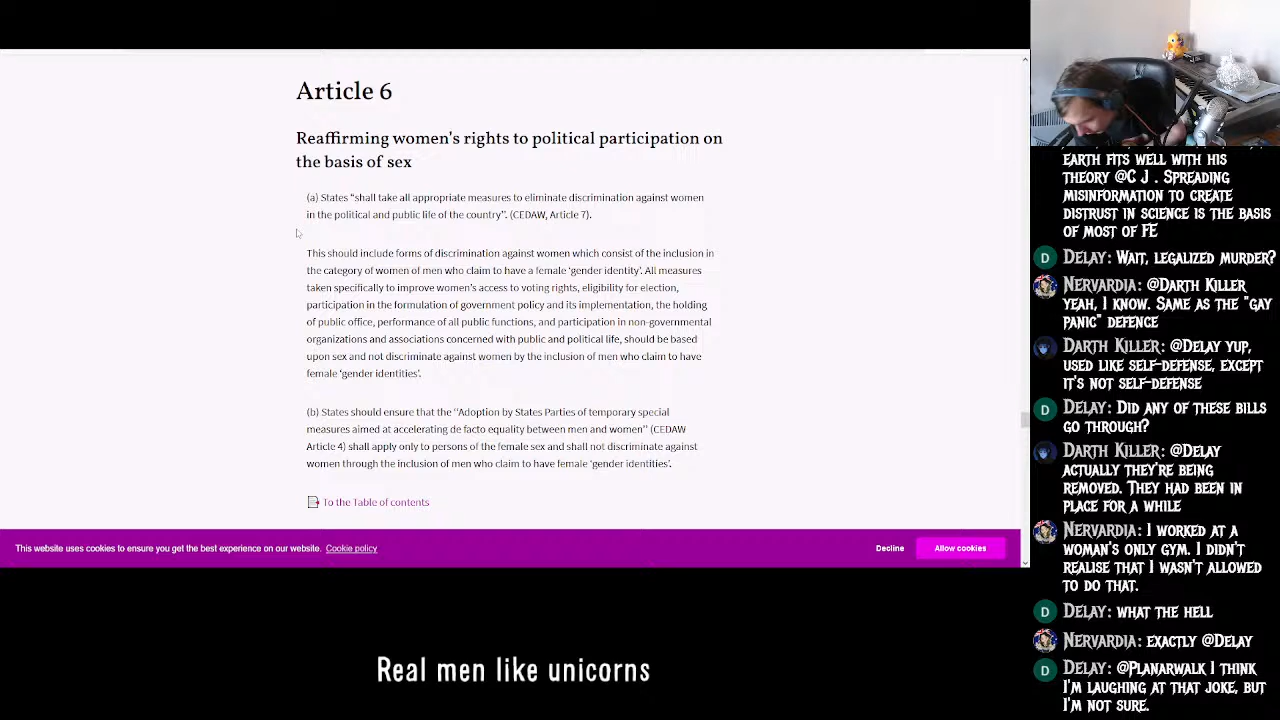 Article 6
Reaffirming women's rights to political participation on
the basis of sex
(a) States “shall take all appropriate measures to eliminate discrimination against women
in the political and public life of the country”. (CEDAW, Article 7).
This should include forms of discrimination against women which consist of the inclusion in
the category of women of men who claim to have a female ‘gender identity’. All measures
taken specifically to improve women’s access to voting rights, eligibility for election,
participation in the formulation of government policy and its implementation, the holding
of public office, performance of all public functions, and participation in non-governmental
organizations and associations concerned with public and political life, should be based
upon sex and not discriminate against women by the inclusion of men who claim to have
female ‘gender identities’.
(b) States should ensure that the “Adoption by States Parties of temporary special
measures aimed at accelerating de facto equality between men and women” (CEDAW
Article 4) shall apply only to persons of the female sex and shall not discriminate against
women through the inclusion of men who claim to have female ‘gender identities’.
To the Table of contents
This website uses cookies to ensure you get the best experience on our website. Cookie policy
Decline
Allow cookies
Real men like unicorns
EARTH FITS WELL WITH HIS
THEORY @C J . SPREADING
MISINFORMATION TO CREATE
DISTRUST IN SCIENCE IS THE BASIS
OF MOST OF FE
D DELAY: WAIT, LEGALIZED MURDER?
NERVARDIA: @DARTH KILLER
YEAH, I KNOW. SAME AS THE "GAY
PANIC" DEFENCE
DARTH KILLER: @DELAY YUP,
USED LIKE SELF-DEFENSE, EXCEPT
IT'S NOT SELF-DEFENSE
D DELAY: DID ANY OF THESE BILLS
GO THROUGH?
DARTH KILLER: @DELAY
ACTUALLY THEY'RE BEING
REMOVED. THEY HAD BEEN IN
PLACE FOR A WHILE
NERVARDIA: I WORKED AT A
WOMAN'S ONLY GYM. I DIDN'T
REALISE THAT I WASN'T ALLOWED
TO DO THAT.
D DELAY: WHAT THE HELL
NERVARDIA: EXACTLY @DELAY
D DELAY: @PLANARWALK I THINK
I'M LAUGHING AT THAT JOKE, BUT
I'M NOT SURE.